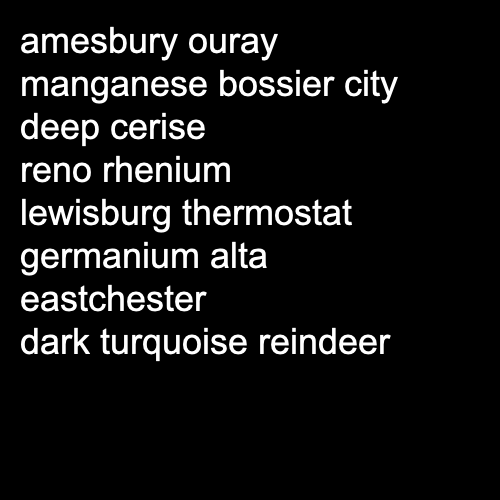 amesbury ouray
manganese bossier city
deep cerise
reno rhenium
lewisburg thermostat
germanium alta
eastchester
dark turquoise reindeer